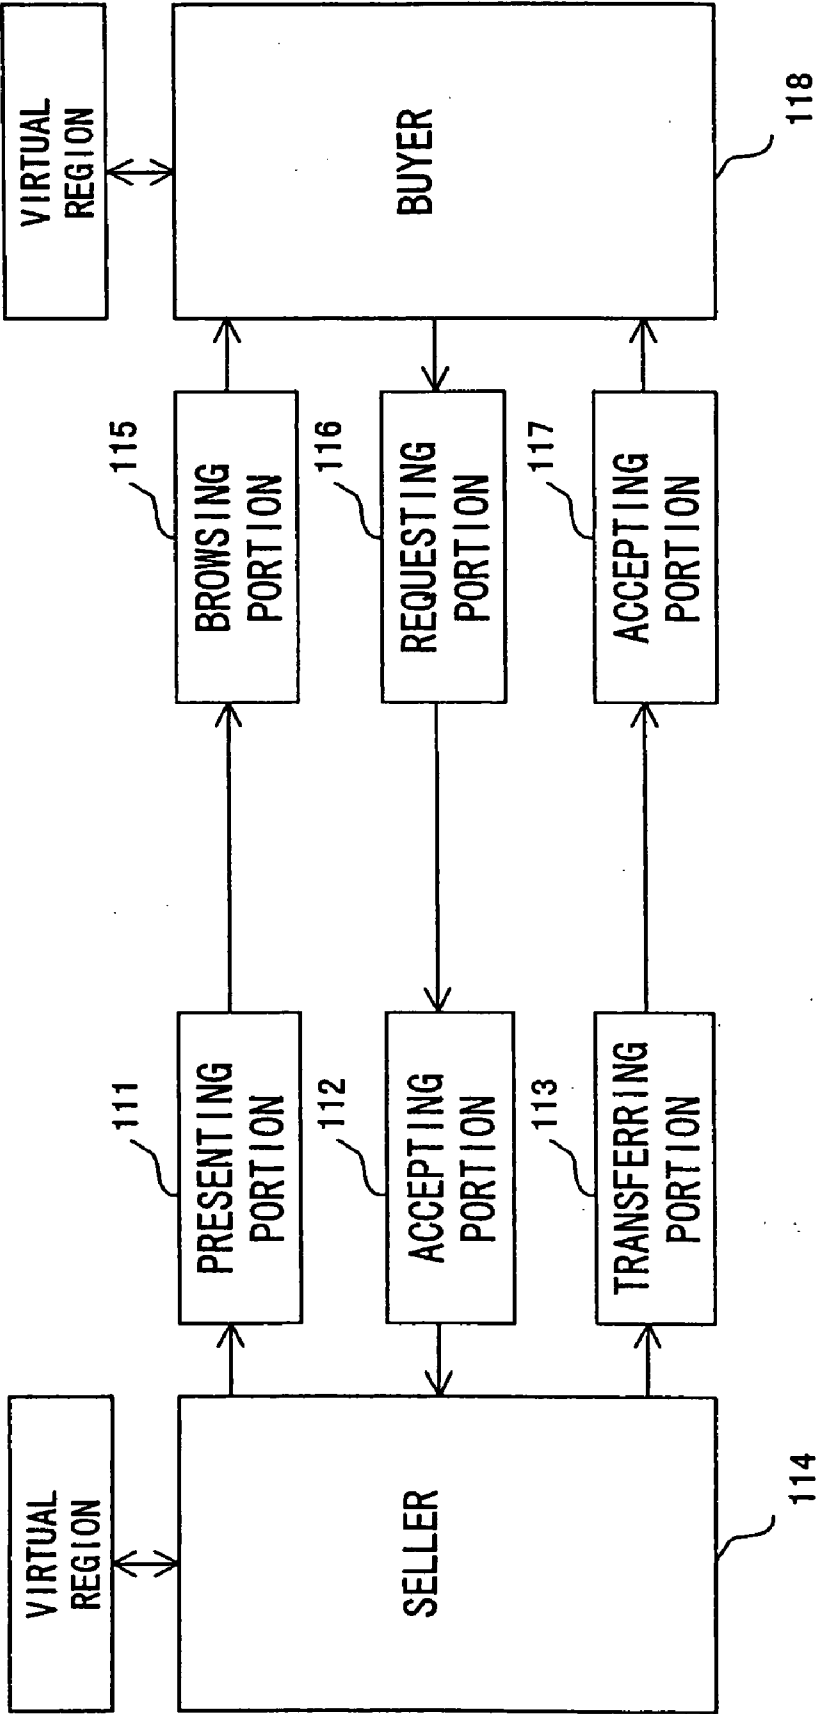 VIRTUAL
REGION
SELLER
114
PRESENTING
PORTION
111
ACCEPTING
PORTION
112
TRANSFERRING
PORTION
113
BROWSING
PORTION
115
REQUESTING
PORTION
116
ACCEPTING
PORTION
117
VIRTUAL
REGION
BUYER
118